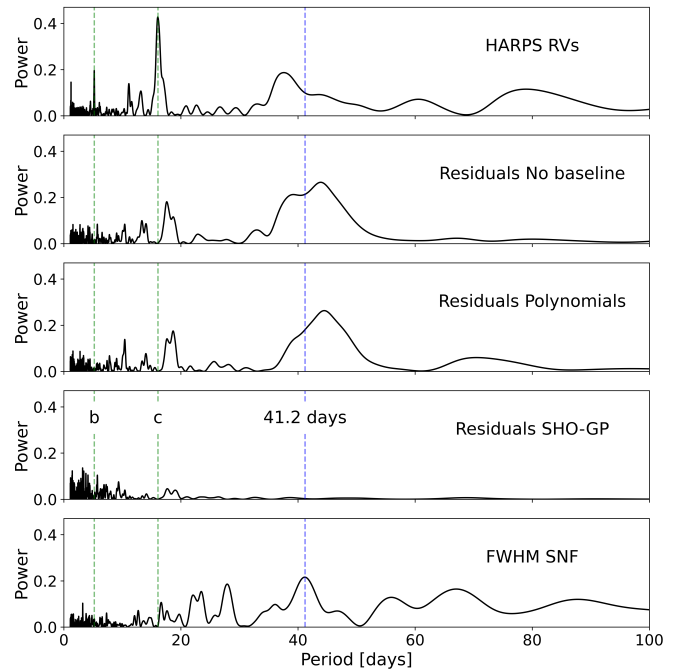 0.4
0.2
0.0
Power
HARPS RVs
0.4
0.2
0.0
Power
Residuals No baseline
0.4
0.2
0.0
Power
Residuals Polynomials
0.4
0.2
0.0
Power
b
c
41.2 days
Residuals SHO-GP
0.4
0.2
0.0
Power
FWHM SNF
0 20 40 60 80 100
Period [days]